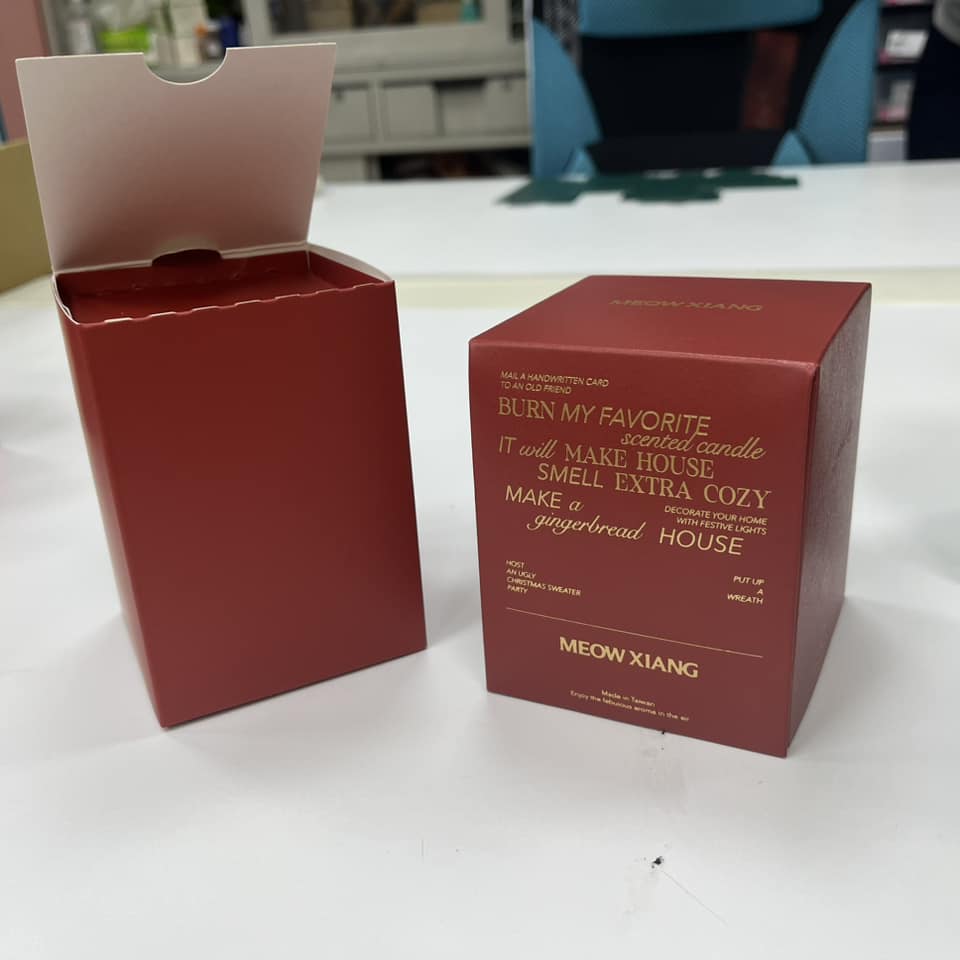 MEOW XIANG
MAIL A HANDWRITTEN CARD
TO AN OLD FRIEND
BURN MY FAVORITE
scented candle
IT will MAKE HOUSE
SMELL EXTRA COZY
MAKE a
gingerbread HOUSE
DECORATE YOUR HOME
WITH FESTIVE LIGHTS
HOST
AN UGLY
CHRISTMAS SWEATER
PARTY
PUT UP
A
WREATH
MEOW XIANG
Made in Taiwan
Enjoy the fabulous aroma in the air